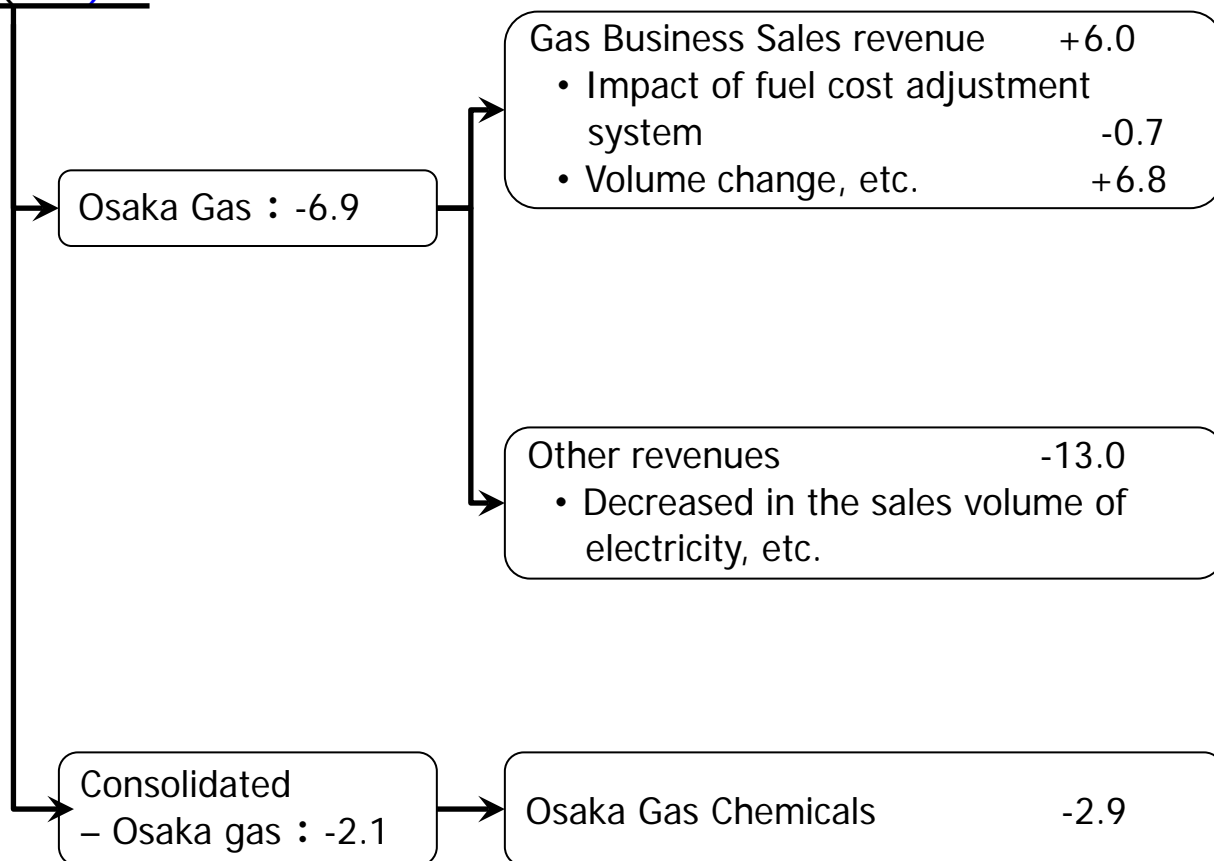 Gas Business Sales revenue +6.0
• Impact of fuel cost adjustment
system -0.7
• Volume change, etc. +6.8
Osaka Gas : -6.9
Other revenues -13.0
• Decreased in the sales volume of
electricity, etc.
Consolidated
– Osaka gas : -2.1
Osaka Gas Chemicals -2.9